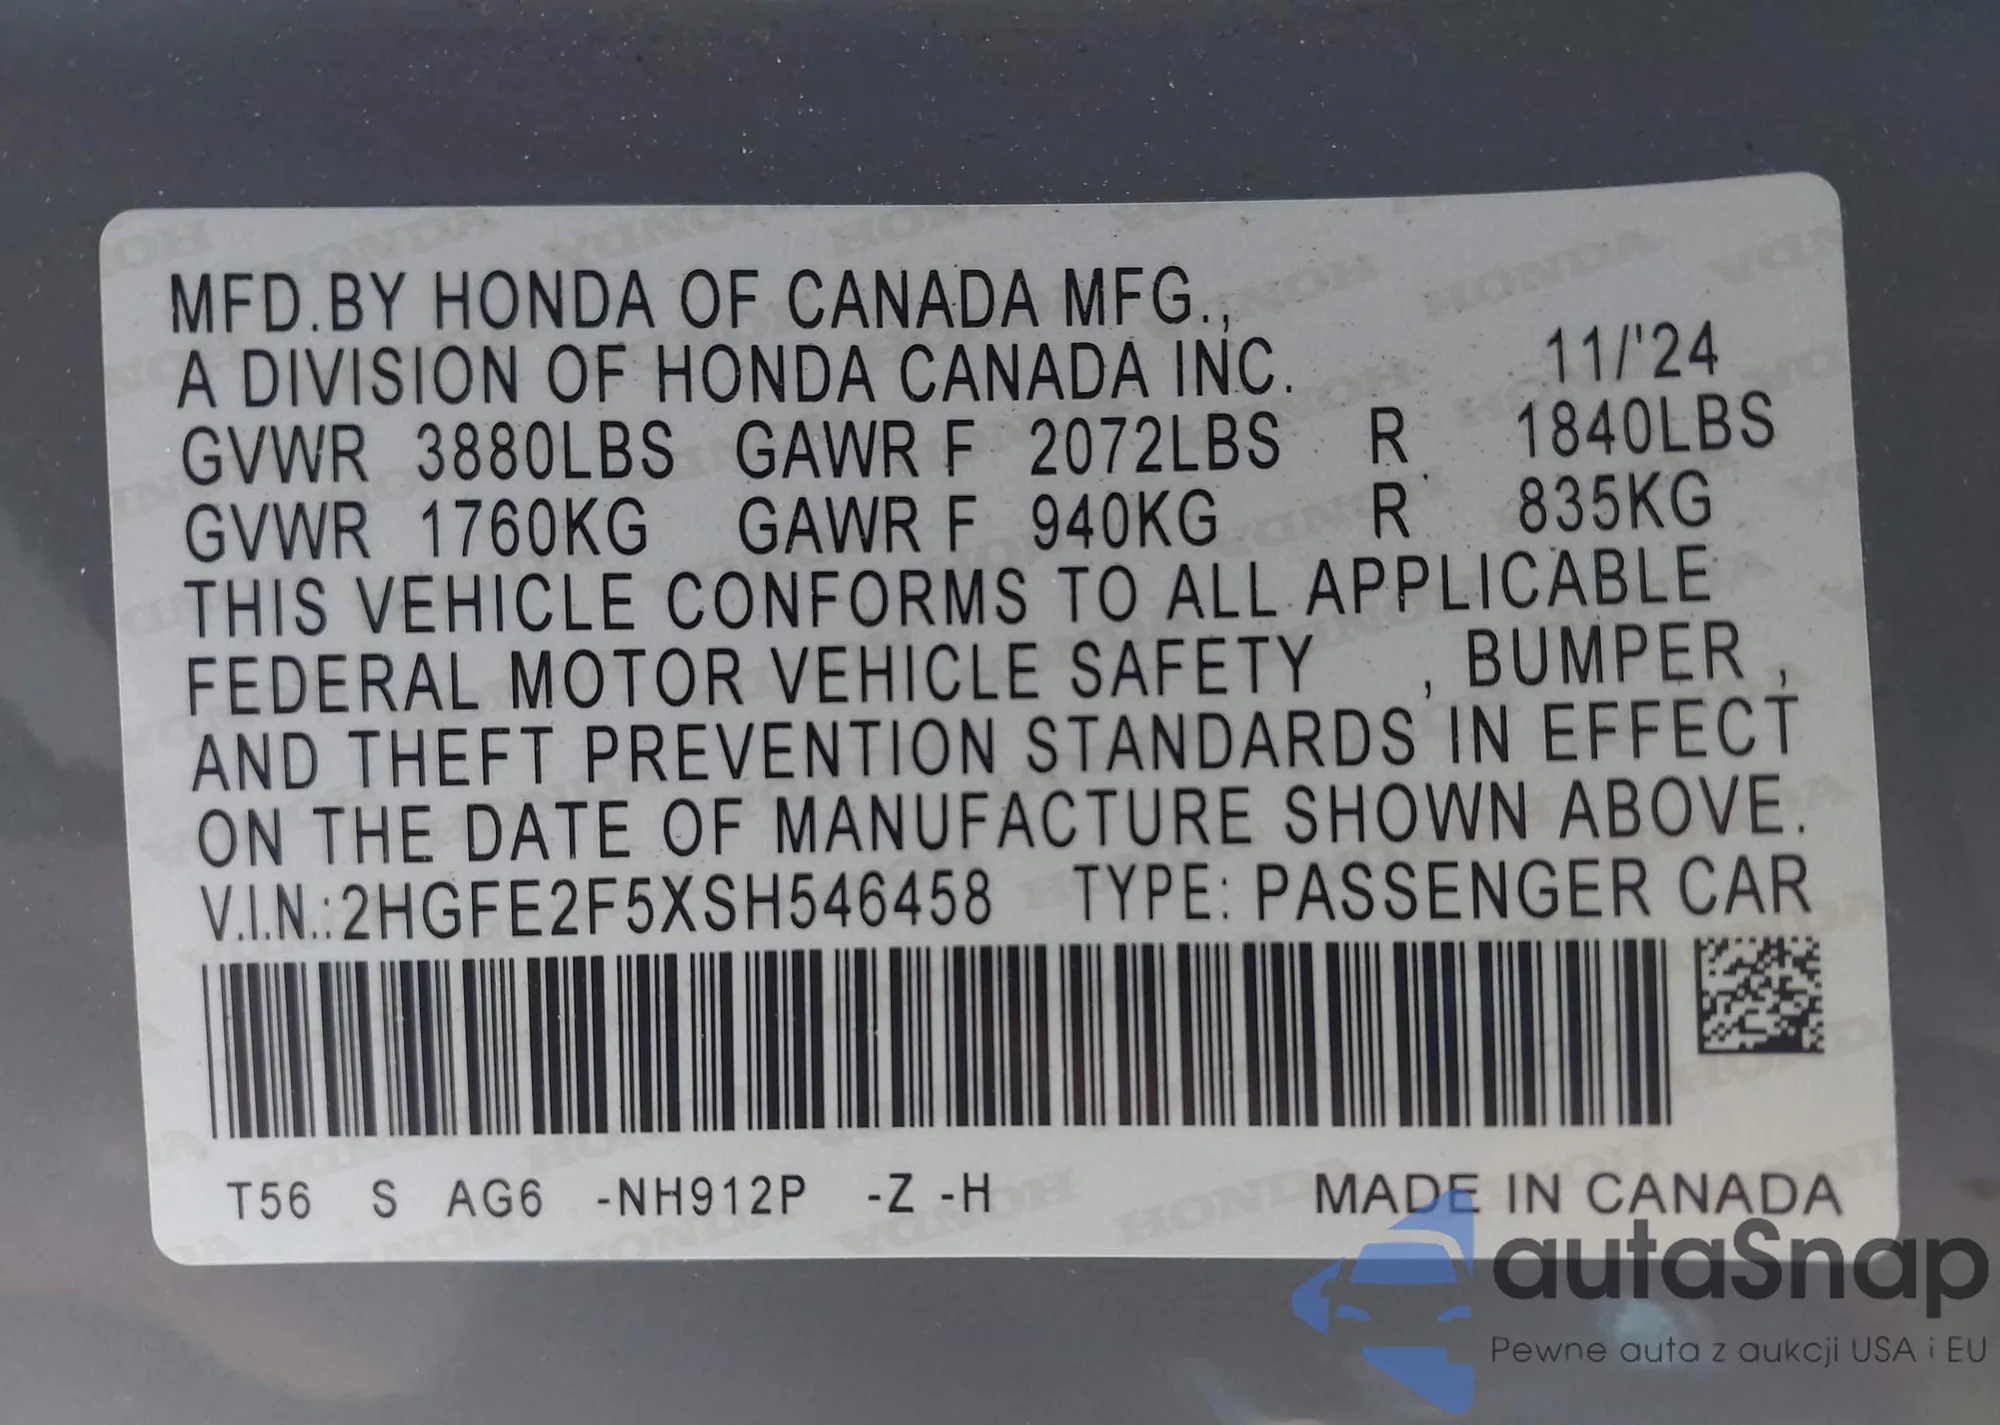 MFD.BY HONDA OF CANADA MFG.,
A DIVISION OF HONDA CANADA INC. 11/'24
GVWR 3880LBS GAWR F 2072LBS R 1840LBS
GVWR 1760KG GAWR F 940KG R 835KG
THIS VEHICLE CONFORMS TO ALL APPLICABLE
FEDERAL MOTOR VEHICLE SAFETY , BUMPER ,
AND THEFT PREVENTION STANDARDS IN EFFECT
ON THE DATE OF MANUFACTURE SHOWN ABOVE.
V.I.N.:2HGFE2F5XSH546458 TYPE: PASSENGER CAR
T56 S AG6 -NH912P -Z -H MADE IN CANADA
autaSnap
Pewne auta z aukcji USA i EU